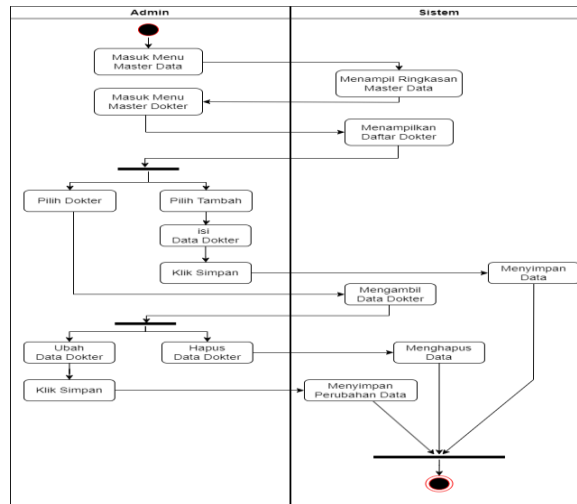 Admin
Sistem
Masuk Menu
Master Data
Menampil Ringkasan
Master Data
Masuk Menu
Master Dokter
Menampilkan
Daftar Dokter
Pilih Dokter
Pilih Tambah
isi
Data Dokter
Klik Simpan
Menyimpan
Data
Mengambil
Data Dokter
Ubah
Data Dokter
Hapus
Data Dokter
Menghapus
Data
Klik Simpan
Menyimpan
Perubahan Data